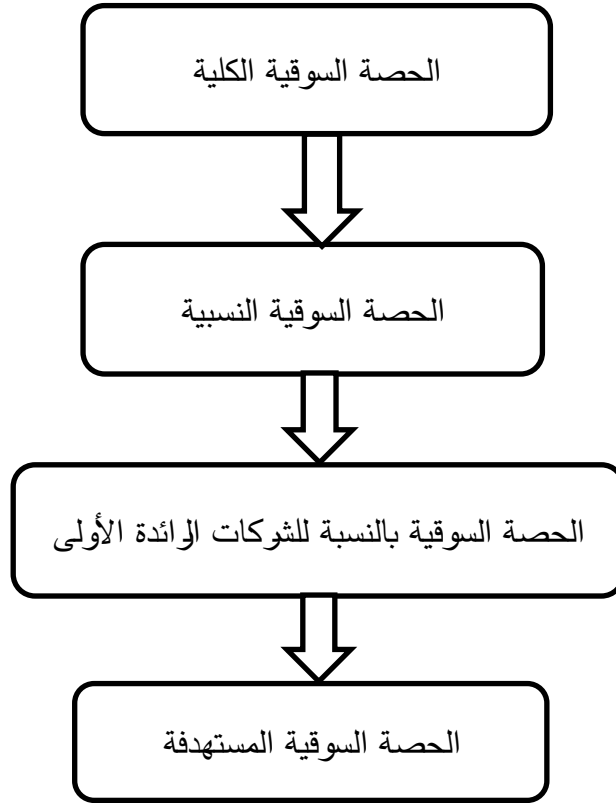 الحصة السوقية الكلية
الحصة السوقية النسبية
الحصة السوقية بالنسبة للشركات الرائدة الأولى
الحصة السوقية المستهدفة